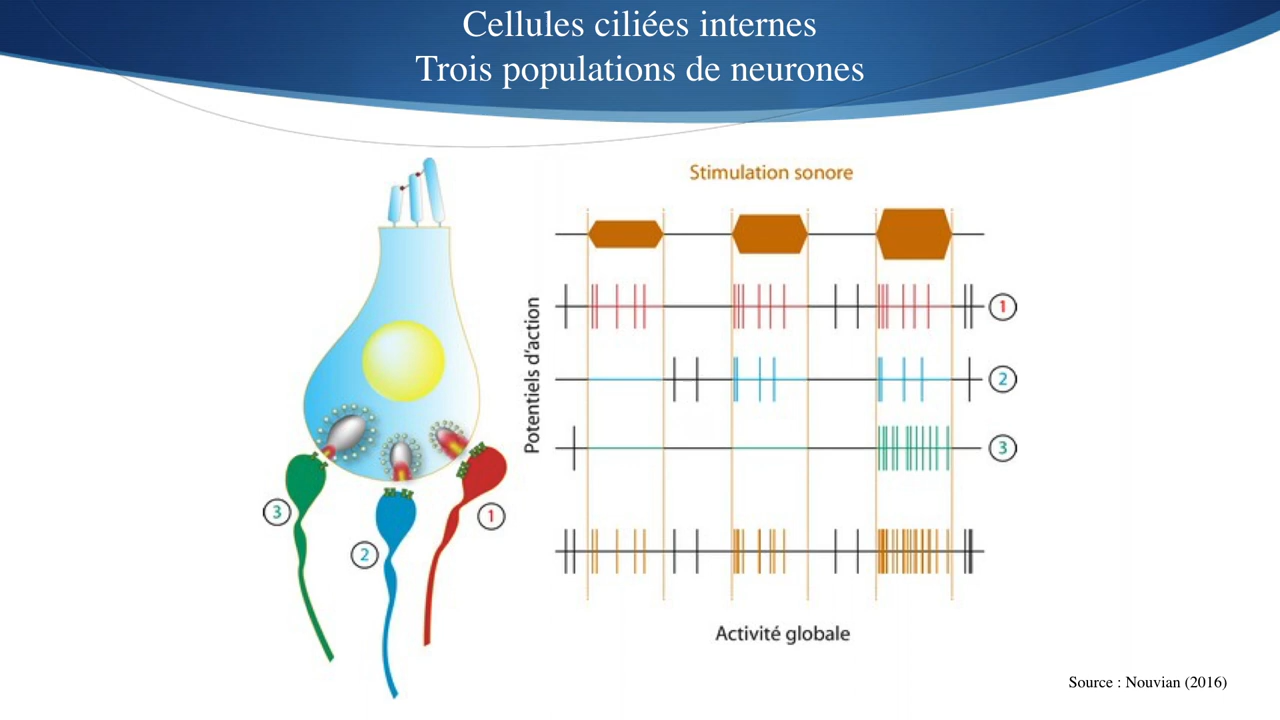 Cellules ciliées internes
Trois populations de neurones
Stimulation sonore
Potentiels d'action
1
2
3
3
2
1
Activité globale
Source : Nouvian (2016)